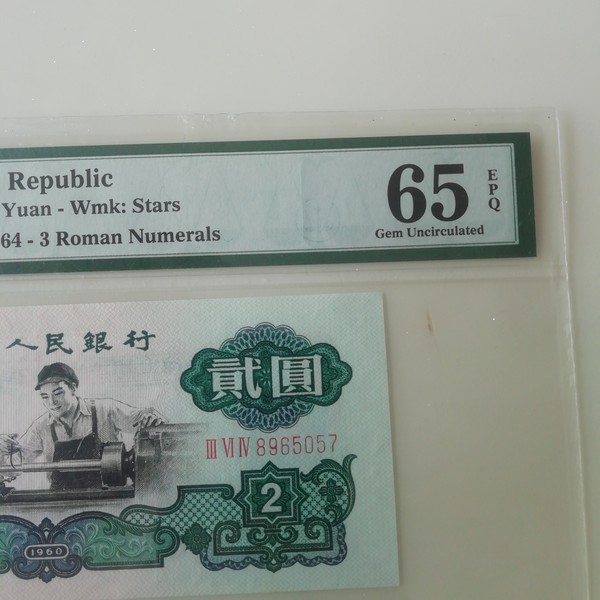 Republic
Yuan - Wmk: Stars
64 - 3 Roman Numerals
65
EPQ
Gem Uncirculated
人民銀行
貳圓
III VI IV 8965057
2
1960